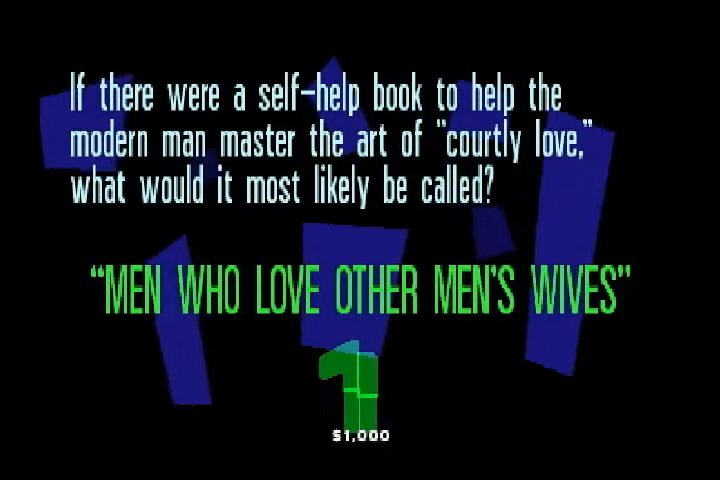 If there were a self-help book to help the
modern man master the art of "courtly love,"
what would it most likely be called?
“MEN WHO LOVE OTHER MEN'S WIVES”
1
$1,000